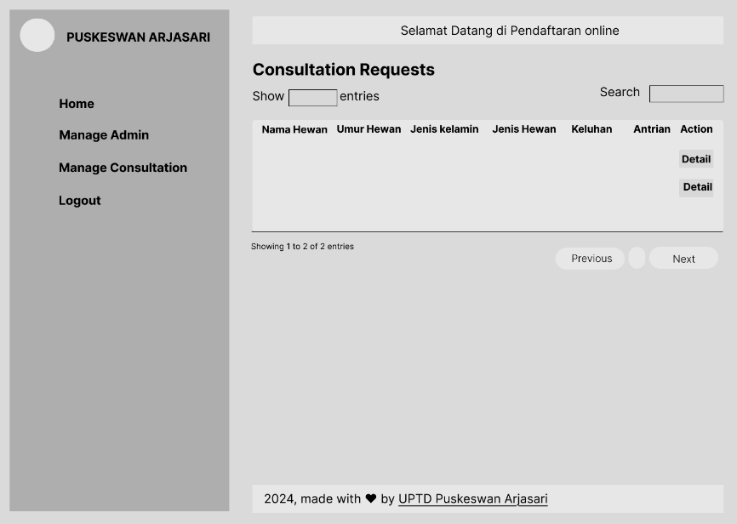 PUSKESWAN ARJASARI
Home
Manage Admin
Manage Consultation
Logout
Selamat Datang di Pendaftaran online
Consultation Requests
Show entries
Search
Nama Hewan Umur Hewan Jenis kelamin Jenis Hewan Keluhan Antrian Action
Detail
Detail
Showing 1 to 2 of 2 entries
Previous Next
2024, made with ❤ by UPTD Puskeswan Arjasari